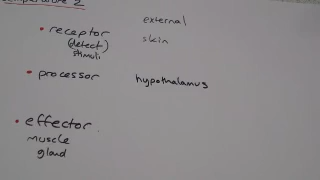 • receptor external
(detect) skin
stimuli
• processor hypothalamus
• effector.
muscle
gland